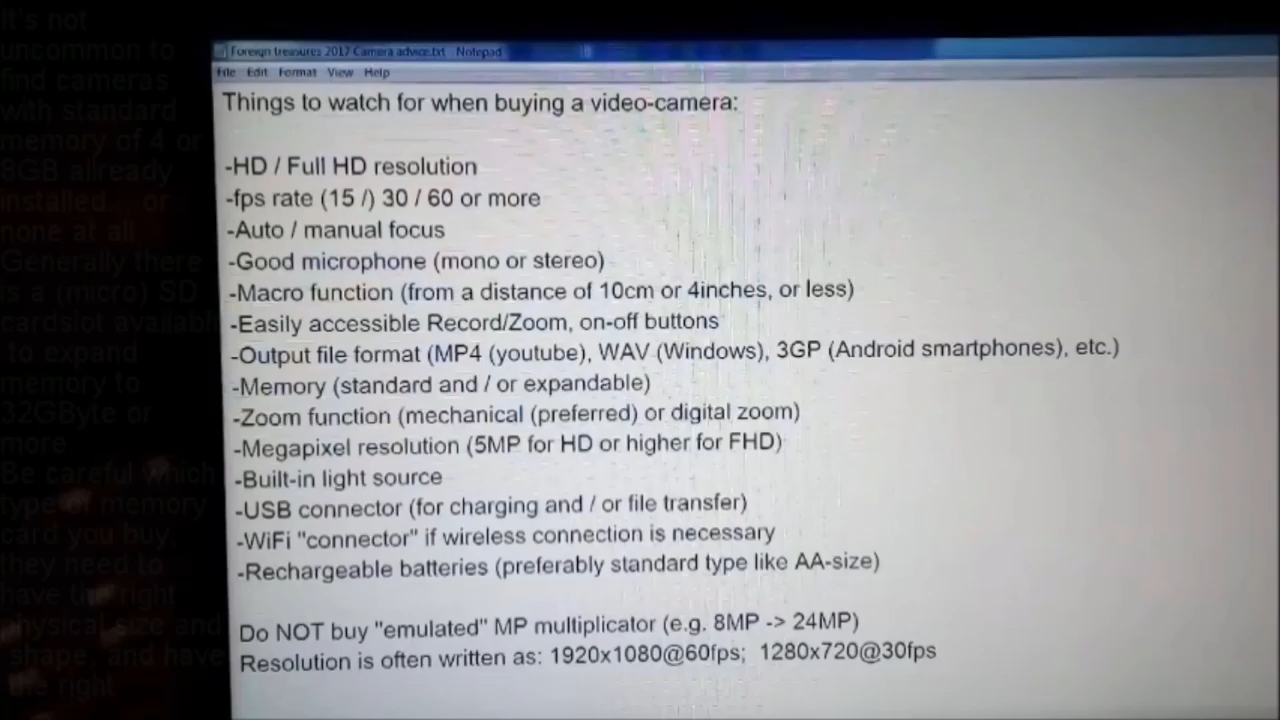 It's not
uncommon to
find cameras
with standard
memory of 4 or
8GB allready
installed... or
none at all
Generally there
is a (micro) SD
cardslot availabl
to expand
memory to
32GByte or
more
Be careful which
type of memory
card you buy,
they need to
have the right
physical size and
shape, and have
the right
Foreign treasures 2017 Camera advice.txt - Notepad
File Edit Format View Help
Things to watch for when buying a video-camera:
-HD / Full HD resolution
-fps rate (15 /) 30 / 60 or more
-Auto / manual focus
-Good microphone (mono or stereo)
-Macro function (from a distance of 10cm or 4inches, or less)
-Easily accessible Record/Zoom, on-off buttons
-Output file format (MP4 (youtube), WAV (Windows), 3GP (Android smartphones), etc.)
-Memory (standard and / or expandable)
-Zoom function (mechanical (preferred) or digital zoom)
-Megapixel resolution (5MP for HD or higher for FHD)
-Built-in light source
-USB connector (for charging and / or file transfer)
-WiFi "connector" if wireless connection is necessary
-Rechargeable batteries (preferably standard type like AA-size)
Do NOT buy "emulated" MP multiplicator (e.g. 8MP -> 24MP)
Resolution is often written as: 1920x1080@60fps; 1280x720@30fps